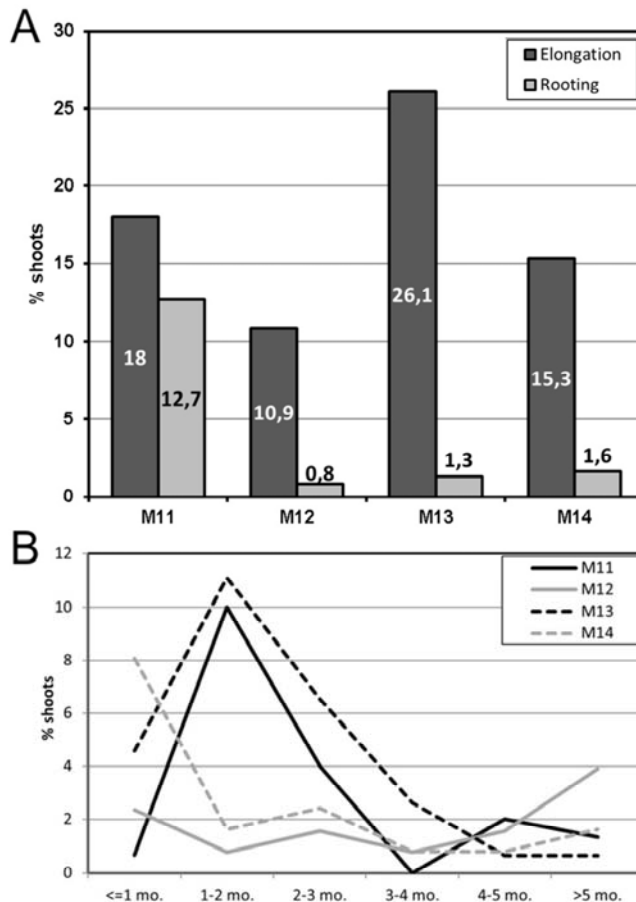 A
30
25
20
15
10
5
0
% shoots
Elongation
Rooting
18
12,7
10,9
0,8
26,1
1,3
15,3
1,6
M11 M12 M13 M14
B
12
10
8
6
4
2
0
% shoots
M11
M12
M13
M14
<=1 mo. 1-2 mo. 2-3 mo. 3-4 mo. 4-5 mo. >5 mo.